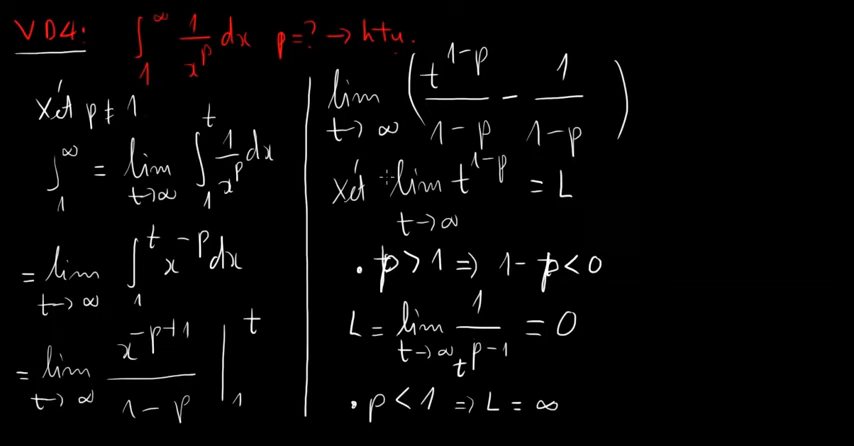 VD4: ∫₁^∞ 1/x^p dx p=? → htụ.
Xét p ≠ 1
∫₁^∞ = lim_{t→∞} ∫₁^t 1/x^p dx
= lim_{t→∞} ∫₁^t x^{-p} dx
= lim_{t→∞} x^{-p+1}/(1-p) |₁^t
lim_{t→∞} (t^{1-p}/(1-p) - 1/(1-p))
Xét lim_{t→∞} t^{1-p} = L
• p > 1 => 1 - p < 0
L = lim_{t→∞} 1/t^{p-1} = 0
• p < 1 => L = ∞